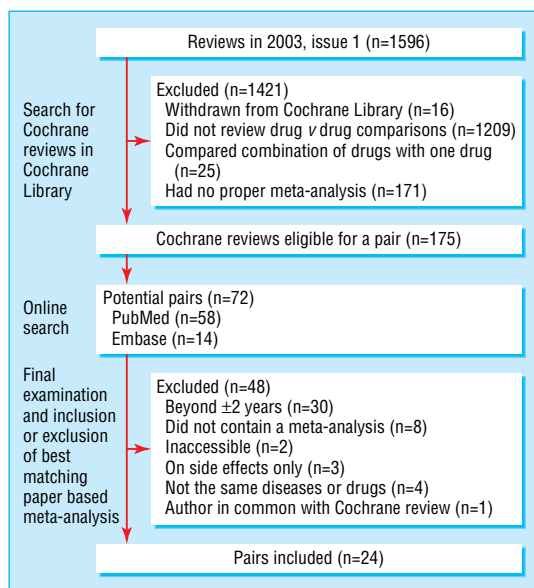 Reviews in 2003, issue 1 (n=1596)
Search for
Cochrane
reviews in
Cochrane
Library
Excluded (n=1421)
Withdrawn from Cochrane Library (n=16)
Did not review drug v drug comparisons (n=1209)
Compared combination of drugs with one drug
(n=25)
Had no proper meta-analysis (n=171)
Cochrane reviews eligible for a pair (n=175)
Online
search
Potential pairs (n=72)
PubMed (n=58)
Embase (n=14)
Final
examination
and inclusion
or exclusion
of best
matching
paper based
meta-analysis
Excluded (n=48)
Beyond ±2 years (n=30)
Did not contain a meta-analysis (n=8)
Inaccessible (n=2)
On side effects only (n=3)
Not the same diseases or drugs (n=4)
Author in common with Cochrane review (n=1)
Pairs included (n=24)